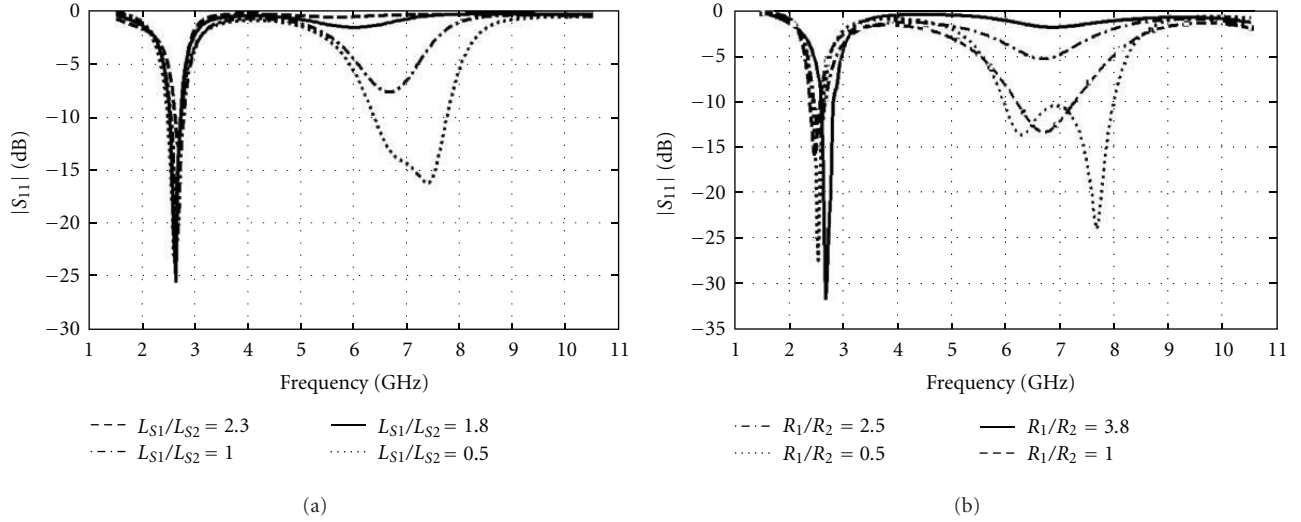 0
−5
−10
−15
−20
−25
−30
|S11| (dB)
1 2 3 4 5 6 7 8 9 10 11
Frequency (GHz)
LS1/LS2 = 2.3
LS1/LS2 = 1.8
LS1/LS2 = 1
LS1/LS2 = 0.5
(a)
0
−5
−10
−15
−20
−25
−30
−35
|S11| (dB)
1 2 3 4 5 6 7 8 9 10 11
Frequency (GHz)
R1/R2 = 2.5
R1/R2 = 3.8
R1/R2 = 0.5
R1/R2 = 1
(b)